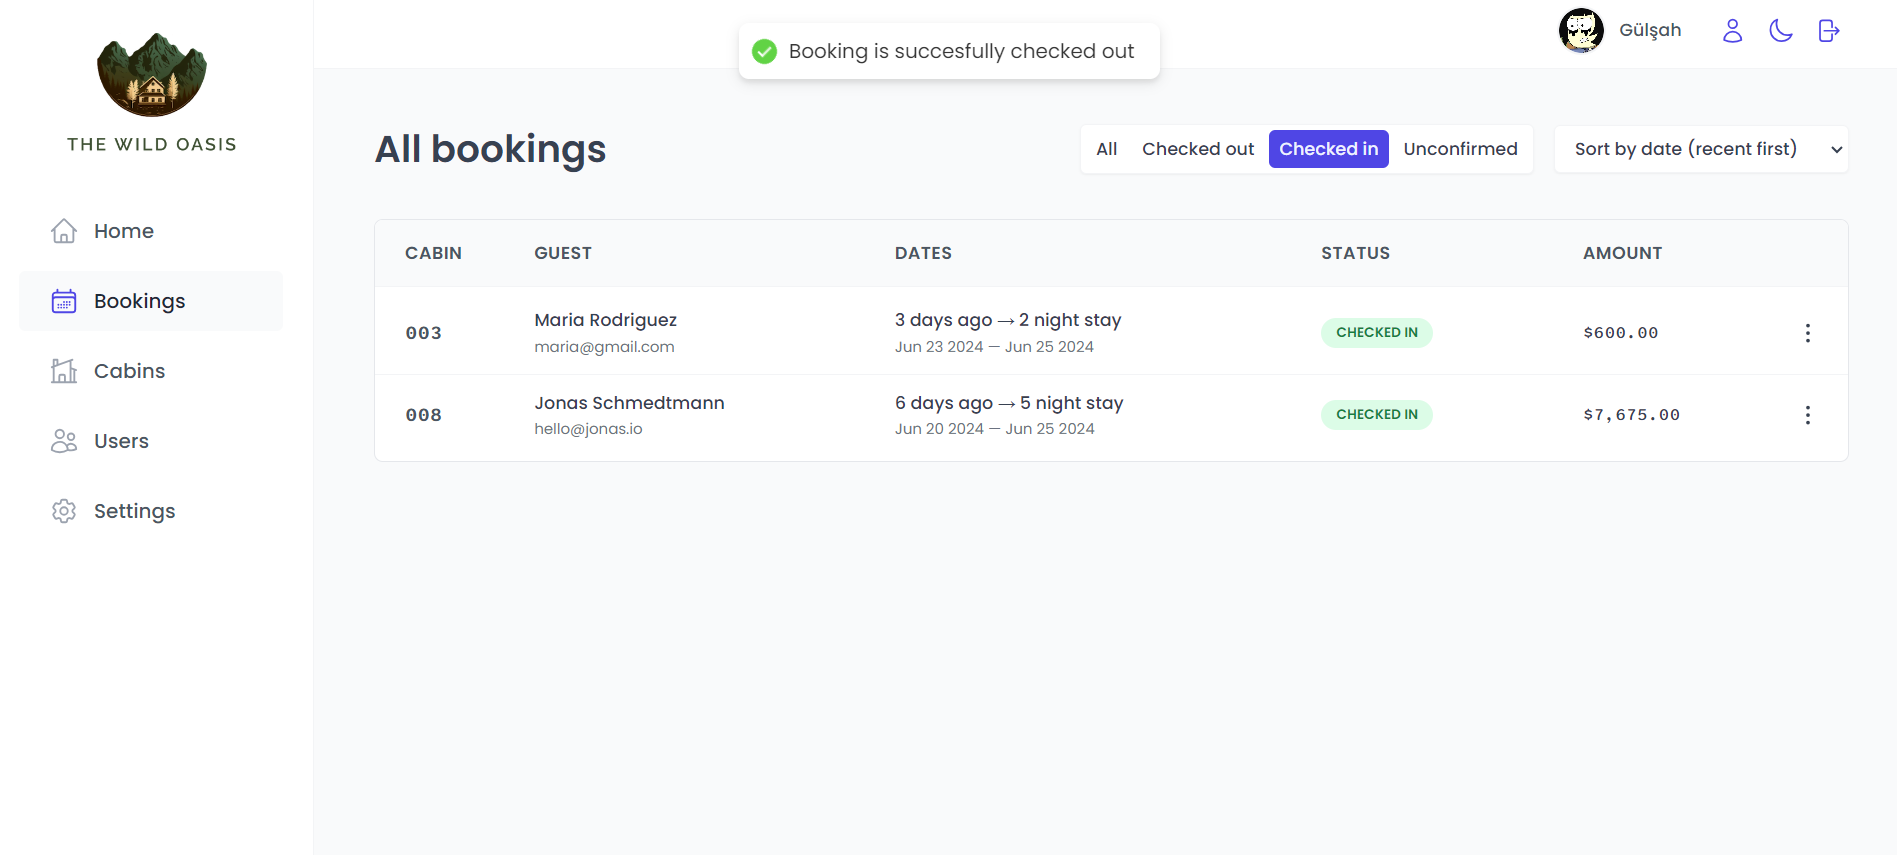 Booking is succesfully checked out
Gülşah
THE WILD OASIS
Home
Bookings
Cabins
Users
Settings
All bookings
All Checked out Checked in Unconfirmed
Sort by date (recent first)
CABIN GUEST DATES STATUS AMOUNT
003 Maria Rodriguez 3 days ago → 2 night stay CHECKED IN $600.00
maria@gmail.com Jun 23 2024 — Jun 25 2024
008 Jonas Schmedtmann 6 days ago → 5 night stay CHECKED IN $7,675.00
hello@jonas.io Jun 20 2024 — Jun 25 2024